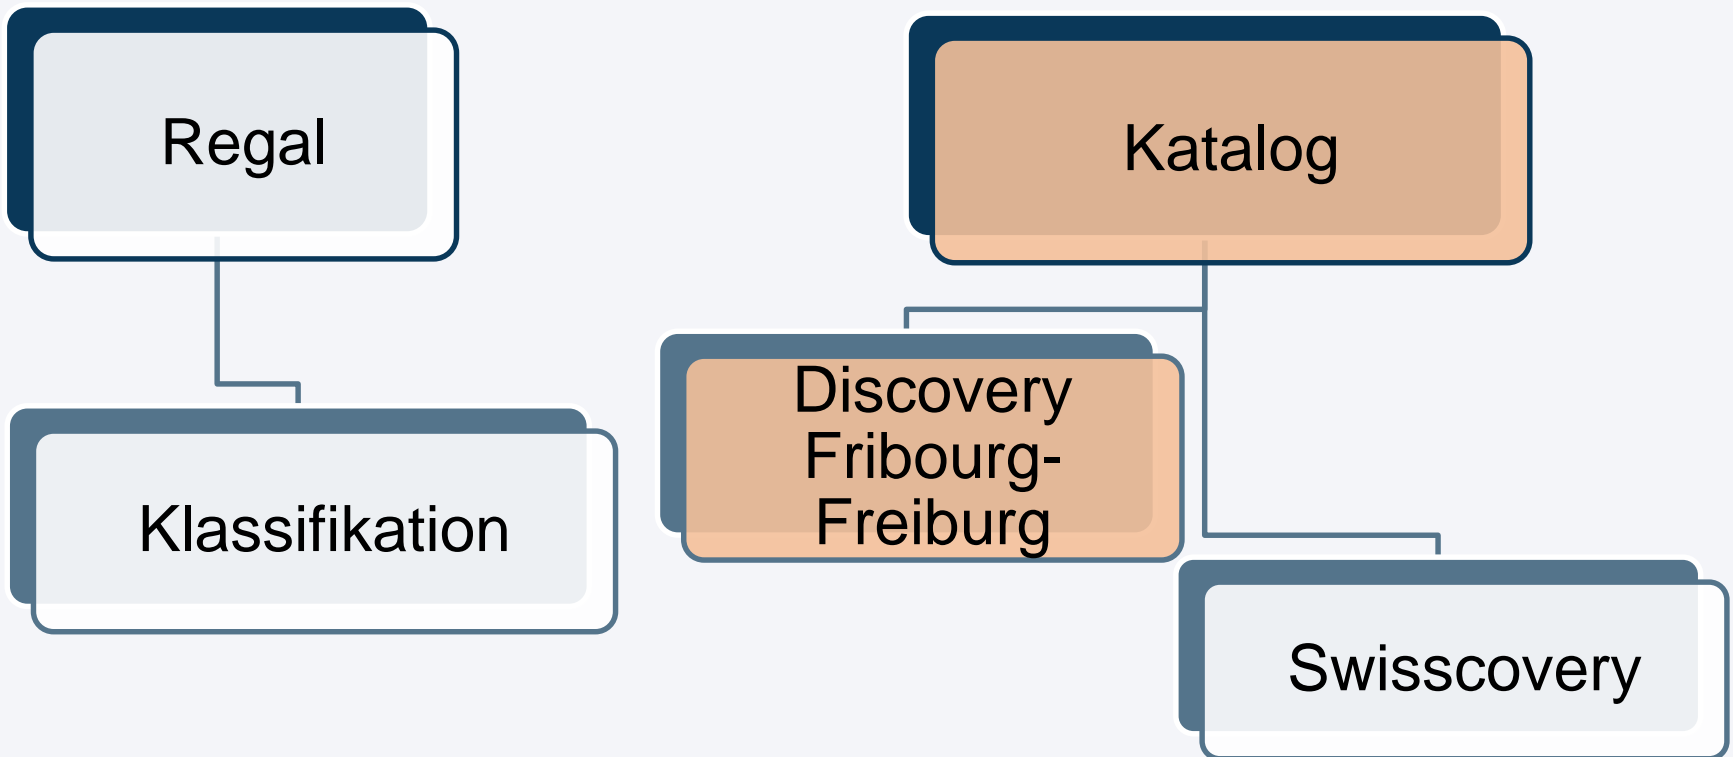 Regal
Katalog
Discovery
Fribourg-
Freiburg
Klassifikation
Swisscovery